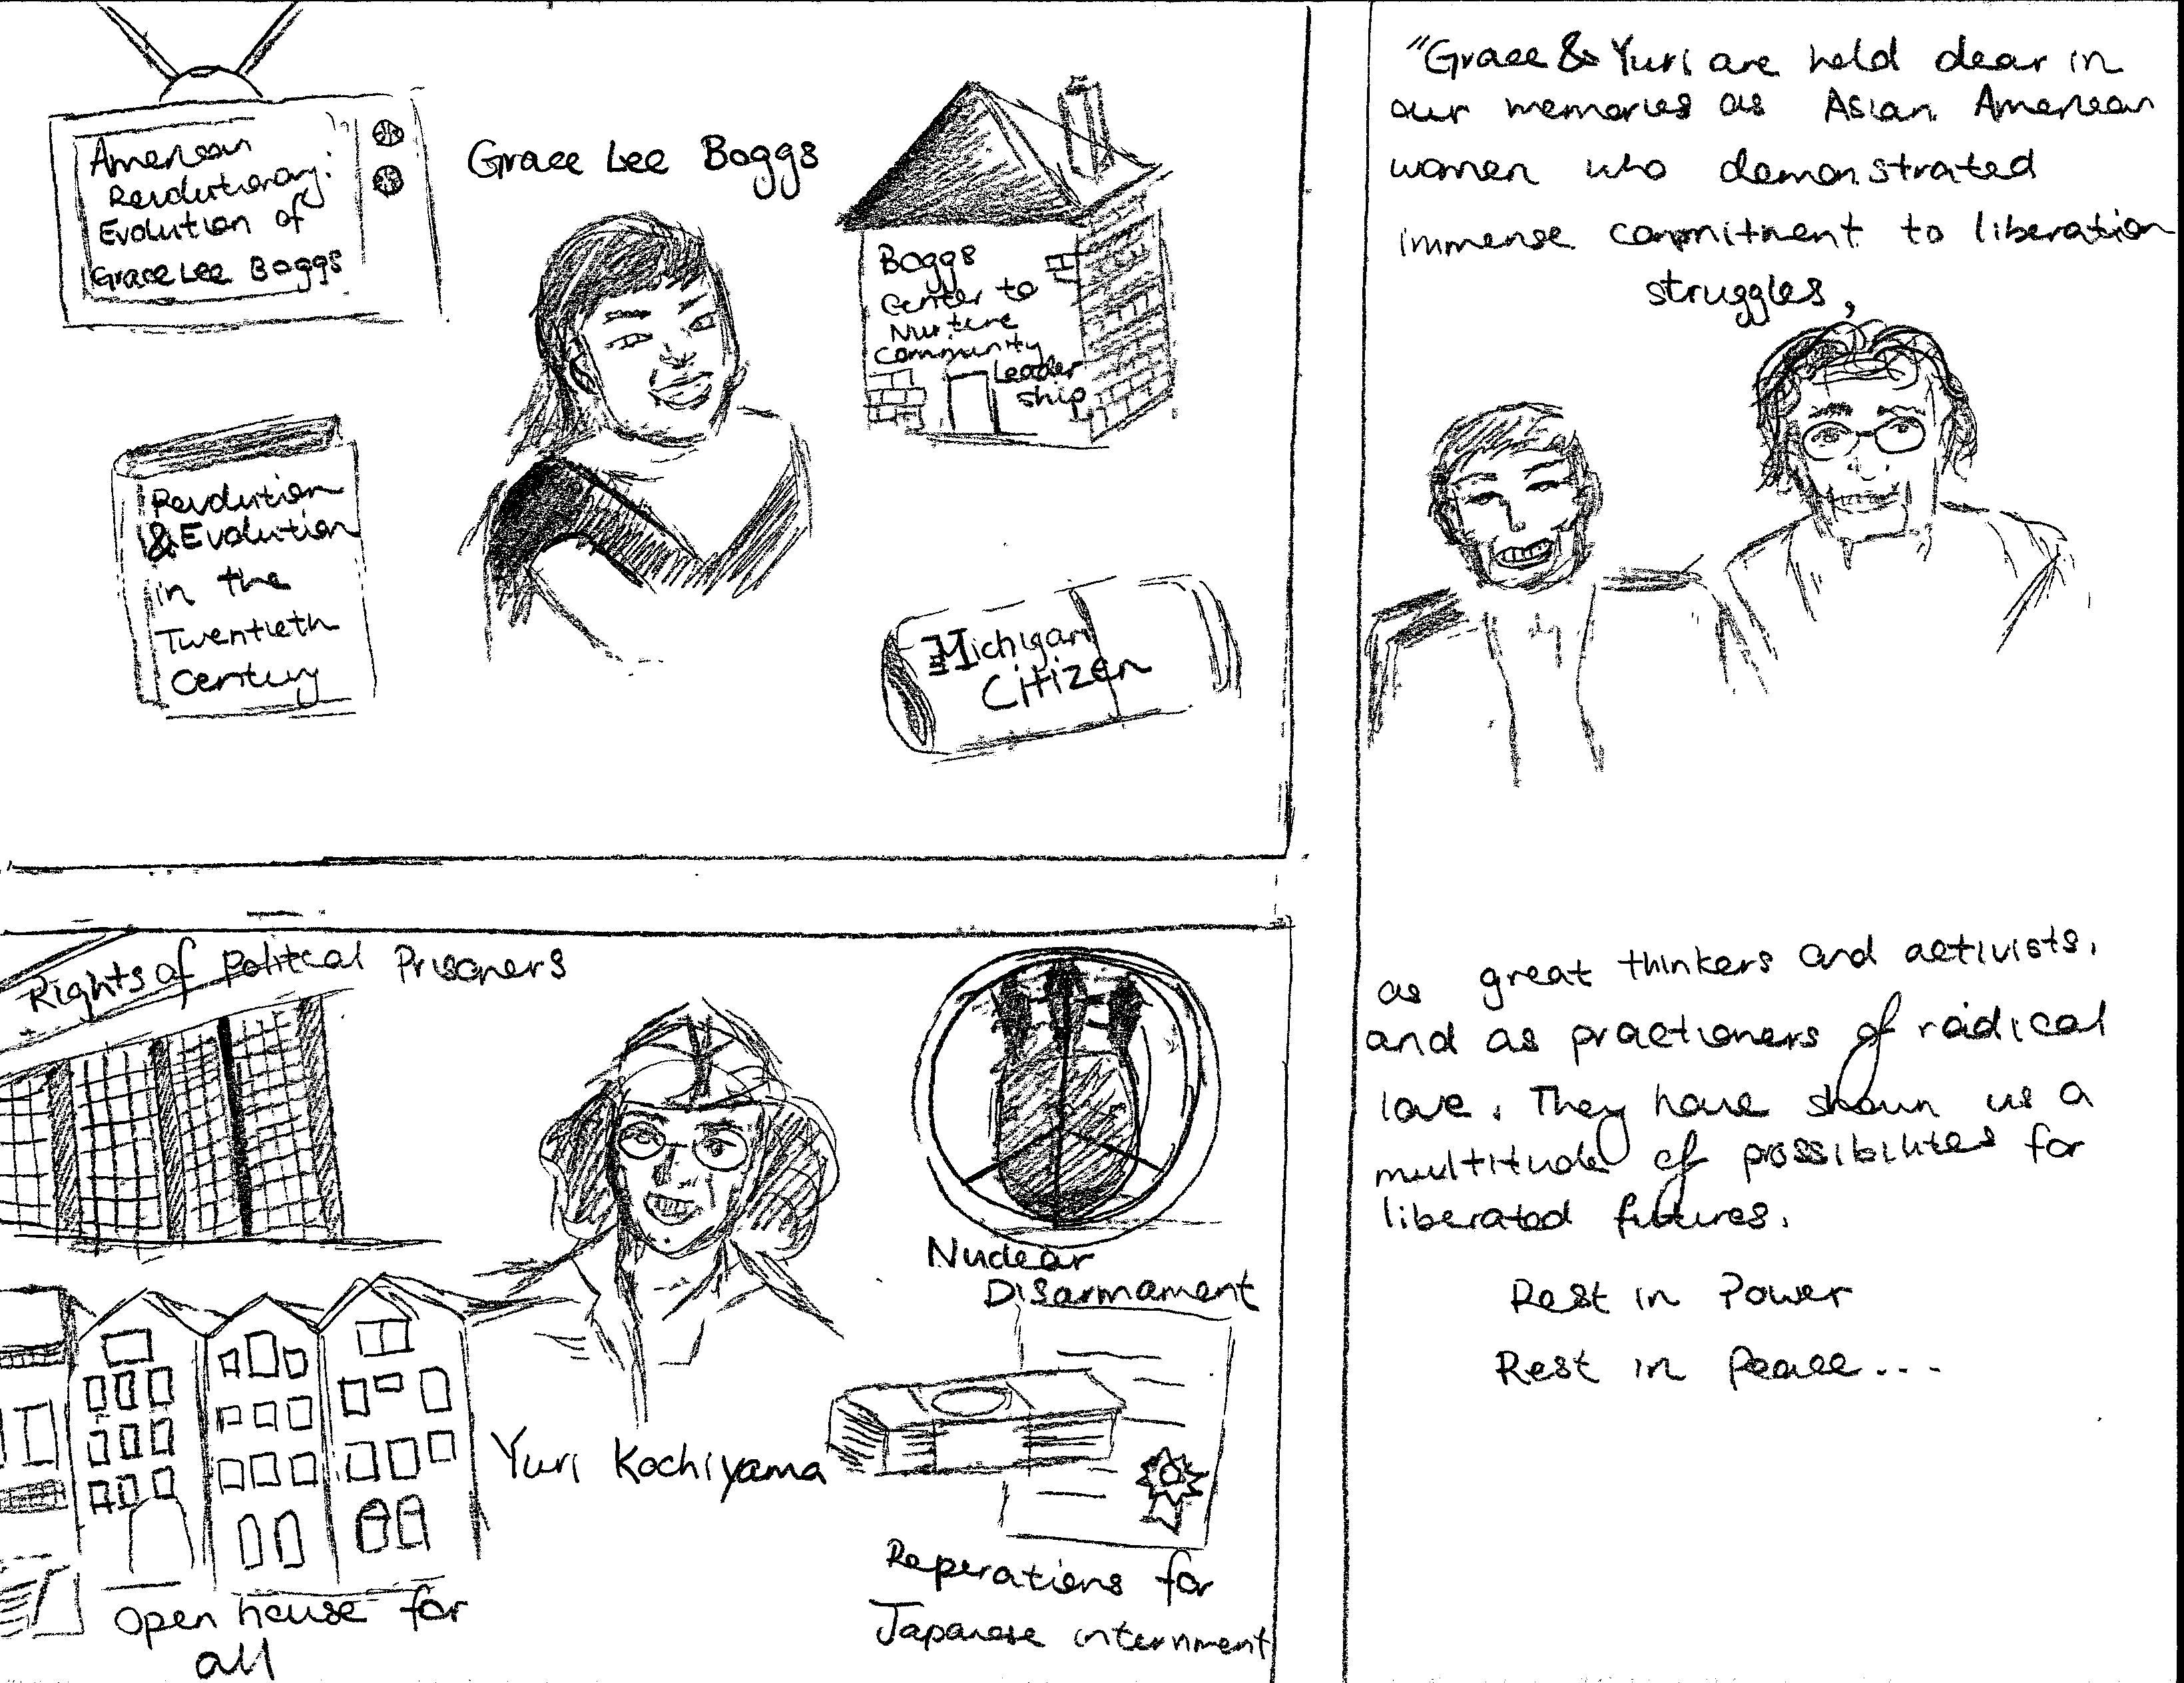 American
Revolutionary:
Evolution of
Grace Lee Boggs
Grace Lee Boggs
Boggs
Center to
Nurture
Community
Leader
ship
Revolution
& Evolution
in the
Twentieth
Century
Michigan
Citizen
Rights of Political Prisoners
Nuclear
Disarmament
Yuri Kochiyama
Open house for
all
Reperations for
Japanese internment
"Grace & Yuri are held dear in
our memories as Asian American
women who demonstrated
immense commitment to liberation
struggles,
as great thinkers and activists,
and as practioners of radical
love. They have shown us a
multitude of possibilites for
liberated futures.
Rest in Power
Rest in Peace...